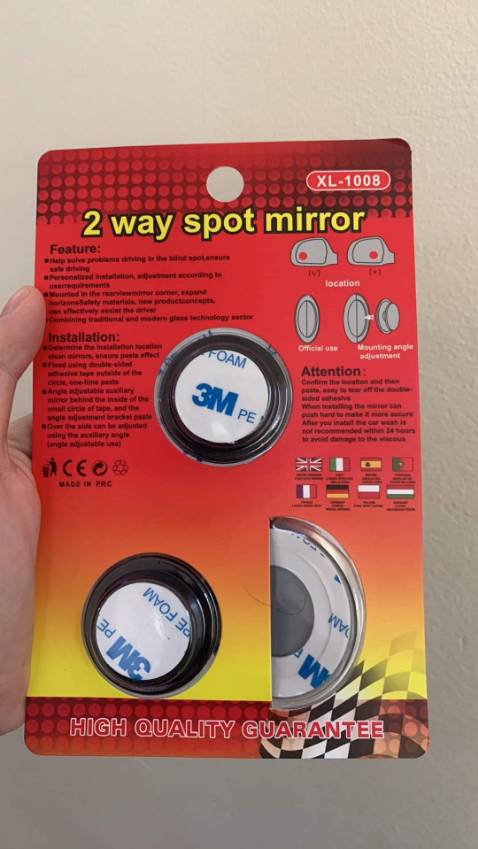 XL-1008
2 way spot mirror
Feature:
Help solve problems driving in the blind spot,ensure
safe driving
Personalized installation, adjustment according to
userrequirements
Mounted in the rearviewmirror corner, expand
horizonsSafety materials, new productconcepts,
can effectively assist the driver
Combining traditional and modern glass technology sector
(√)
(×)
location
Official use
Mounting angle
adjustment
Installation:
Determine the installation location
clean mirrors, ensure paste effect
Fixed using double-sided
adhesive tape outside of the
circle, one-time paste
Angle adjustable auxiliary
mirror behind the inside of the
small circle of tape, and the
angle adjustment bracket paste
Over the side can be adjusted
using the auxiliary angle
(angle adjustable use)
Attention:
Confirm the location and then
paste, easy to tear off the double-
sided adhesive
When installing the mirror can
push hard to make it more secure
After you install the car wash is
not recommended within 24 hours
to avoid damage to the viscous
FOAM
3M
PE
CE
MADE IN PRC
PE FOAM
3M
PE
FOAM
3M
HIGH QUALITY GUARANTEE